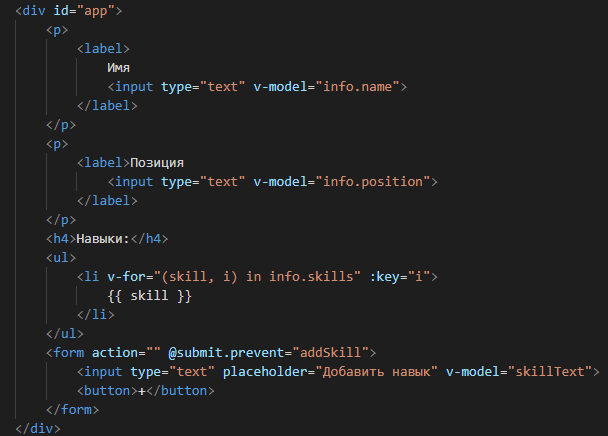 <div id="app">
<p>
<label>
Имя
<input type="text" v-model="info.name">
</label>
</p>
<p>
<label>Позиция
<input type="text" v-model="info.position">
</label>
</p>
<h4>Навыки:</h4>
<ul>
<li v-for="(skill, i) in info.skills" :key="i">
{{ skill }}
</li>
</ul>
<form action="" @submit.prevent="addSkill">
<input type="text" placeholder="Добавить навык" v-model="skillText">
<button>+</button>
</form>
</div>